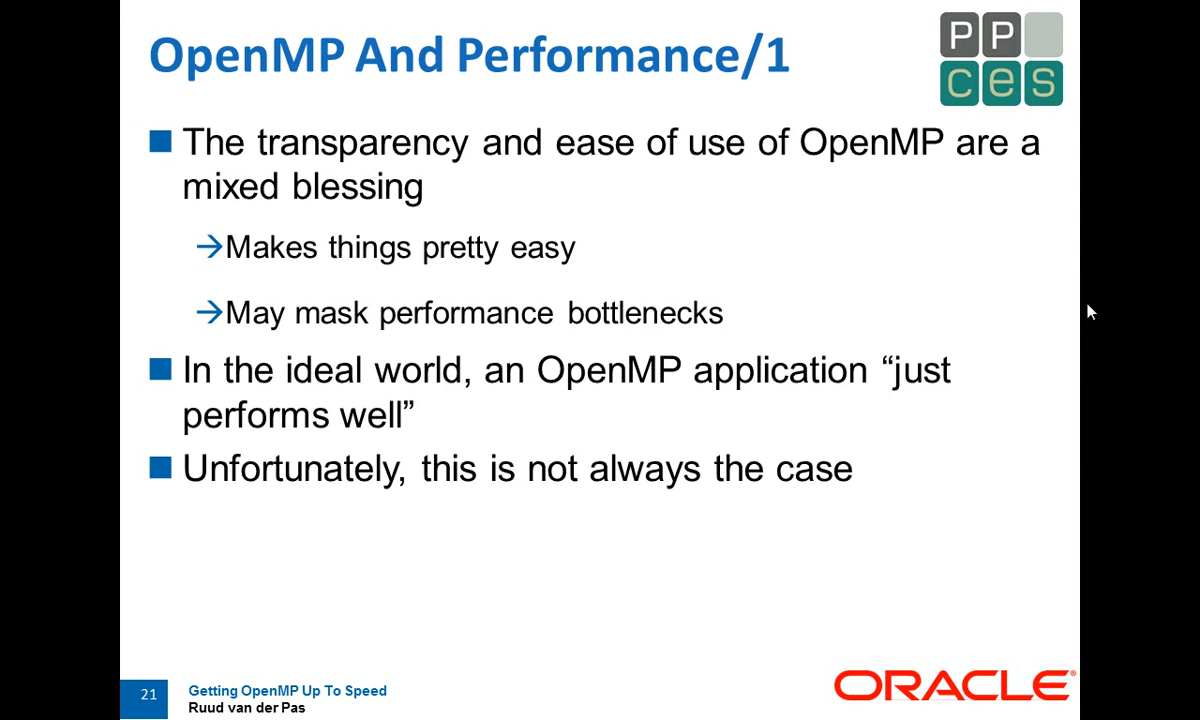 OpenMP And Performance/1
PP
ces
The transparency and ease of use of OpenMP are a
mixed blessing
→Makes things pretty easy
→May mask performance bottlenecks
In the ideal world, an OpenMP application “just
performs well”
Unfortunately, this is not always the case
21
Getting OpenMP Up To Speed
Ruud van der Pas
ORACLE®